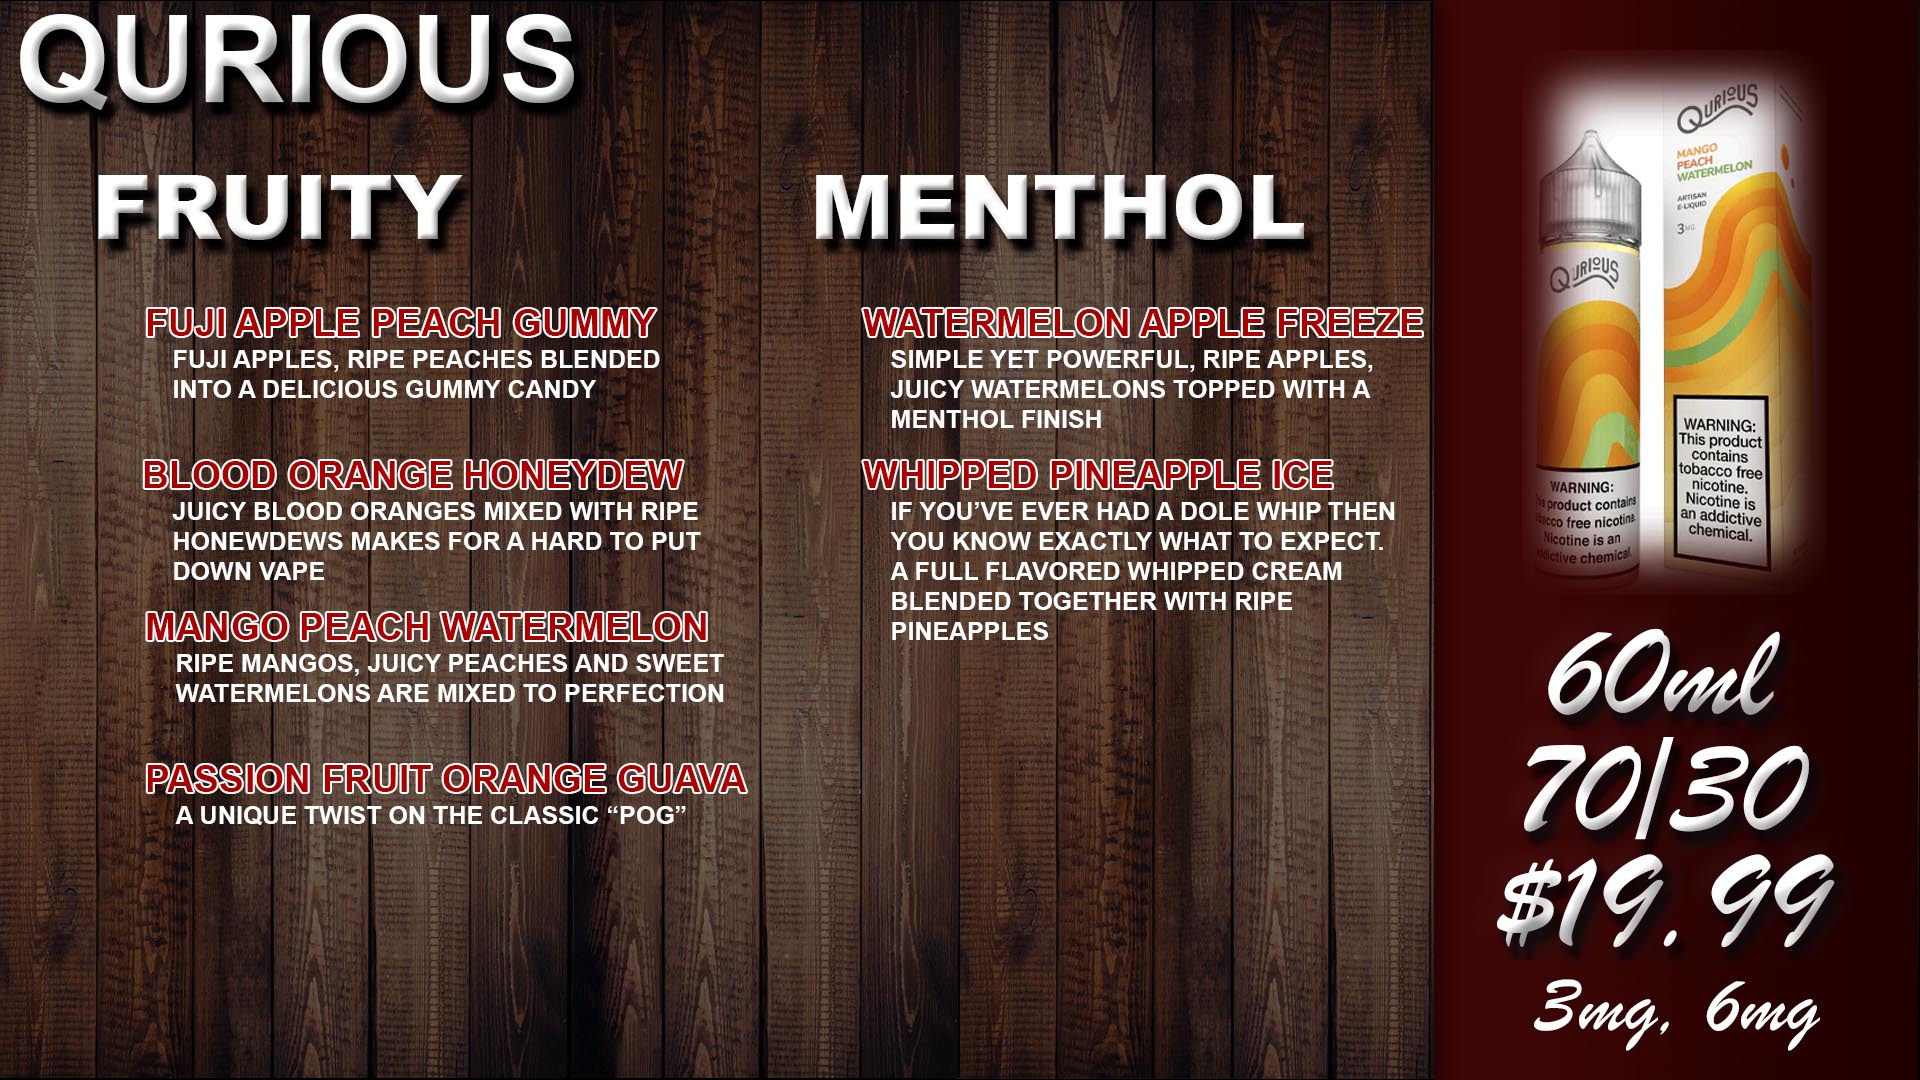 QURIOUS
FRUITY
FUJI APPLE PEACH GUMMY
FUJI APPLES, RIPE PEACHES BLENDED
INTO A DELICIOUS GUMMY CANDY
BLOOD ORANGE HONEYDEW
JUICY BLOOD ORANGES MIXED WITH RIPE
HONEWDEWS MAKES FOR A HARD TO PUT
DOWN VAPE
MANGO PEACH WATERMELON
RIPE MANGOS, JUICY PEACHES AND SWEET
WATERMELONS ARE MIXED TO PERFECTION
PASSION FRUIT ORANGE GUAVA
A UNIQUE TWIST ON THE CLASSIC “POG”
MENTHOL
WATERMELON APPLE FREEZE
SIMPLE YET POWERFUL, RIPE APPLES,
JUICY WATERMELONS TOPPED WITH A
MENTHOL FINISH
WHIPPED PINEAPPLE ICE
IF YOU’VE EVER HAD A DOLE WHIP THEN
YOU KNOW EXACTLY WHAT TO EXPECT.
A FULL FLAVORED WHIPPED CREAM
BLENDED TOGETHER WITH RIPE
PINEAPPLES
QURIOUS
MANGO
PEACH
WATERMELON
ARTISAN
E-LIQUID
3MG
WARNING:
This product
contains
tobacco free
nicotine.
Nicotine is
an addictive
chemical.
QURIOUS
WARNING:
product contains
free nicotine.
Nicotine is an
chemical.
60ml
70|30
$19.99
3mg, 6mg